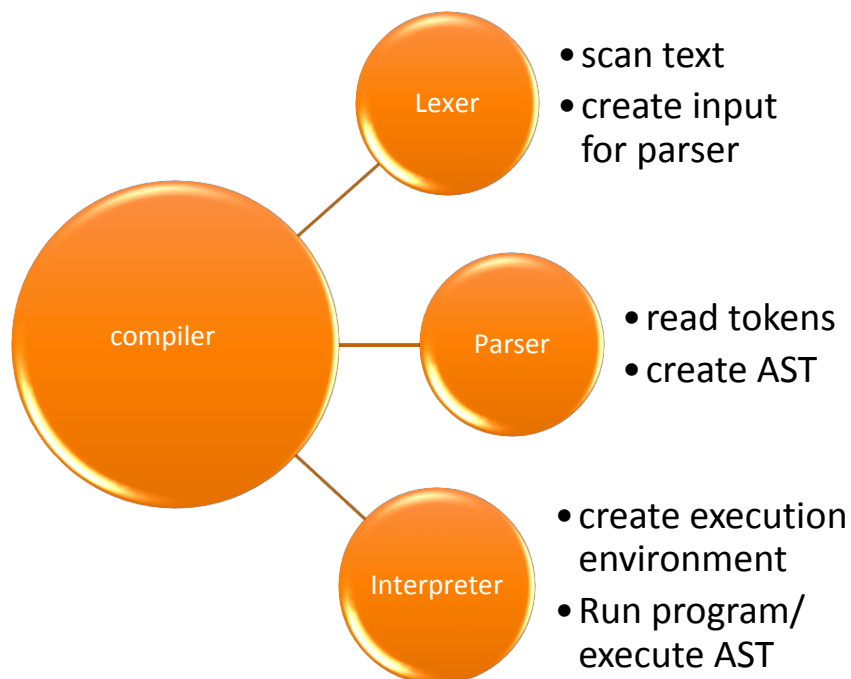 Lexer
• scan text
• create input
for parser
compiler
Parser
• read tokens
• create AST
Interpreter
• create execution
environment
• Run program/
execute AST